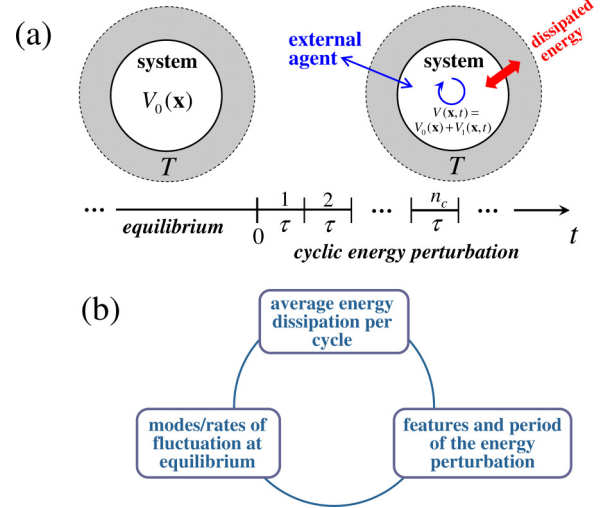 (a)
system
V₀(x)
T
external
agent
system
V(x,t) =
V₀(x)+V₁(x,t)
T
dissipated
energy
... 1 2 ... n_c ...
equilibrium 0 τ τ τ t
cyclic energy perturbation
(b)
average energy
dissipation per
cycle
modes/rates of
fluctuation at
equilibrium
features and period
of the energy
perturbation